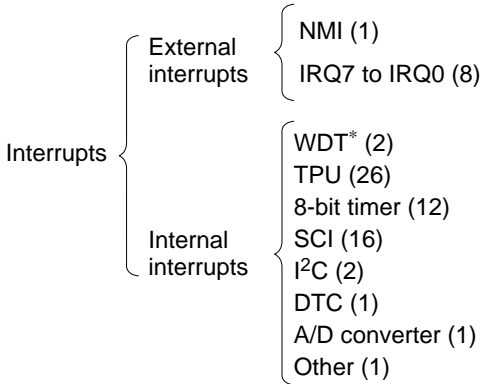 Interrupts
External
interrupts
NMI (1)
IRQ7 to IRQ0 (8)
Internal
interrupts
WDT* (2)
TPU (26)
8-bit timer (12)
SCI (16)
I²C (2)
DTC (1)
A/D converter (1)
Other (1)